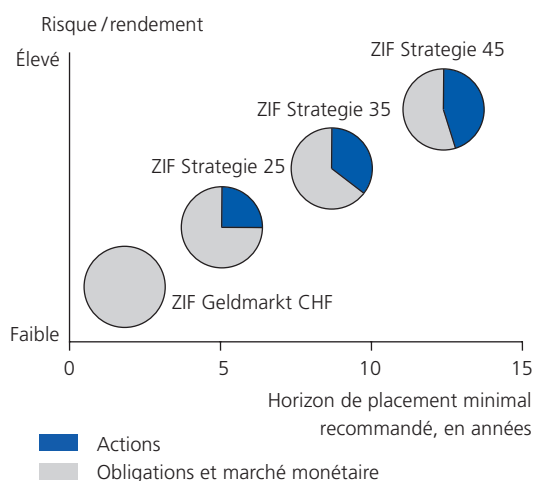 Risque / rendement
Élevé
ZIF Strategie 45
ZIF Strategie 35
ZIF Strategie 25
ZIF Geldmarkt CHF
Faible
0 5 10 15
Horizon de placement minimal
recommandé, en années
Actions
Obligations et marché monétaire